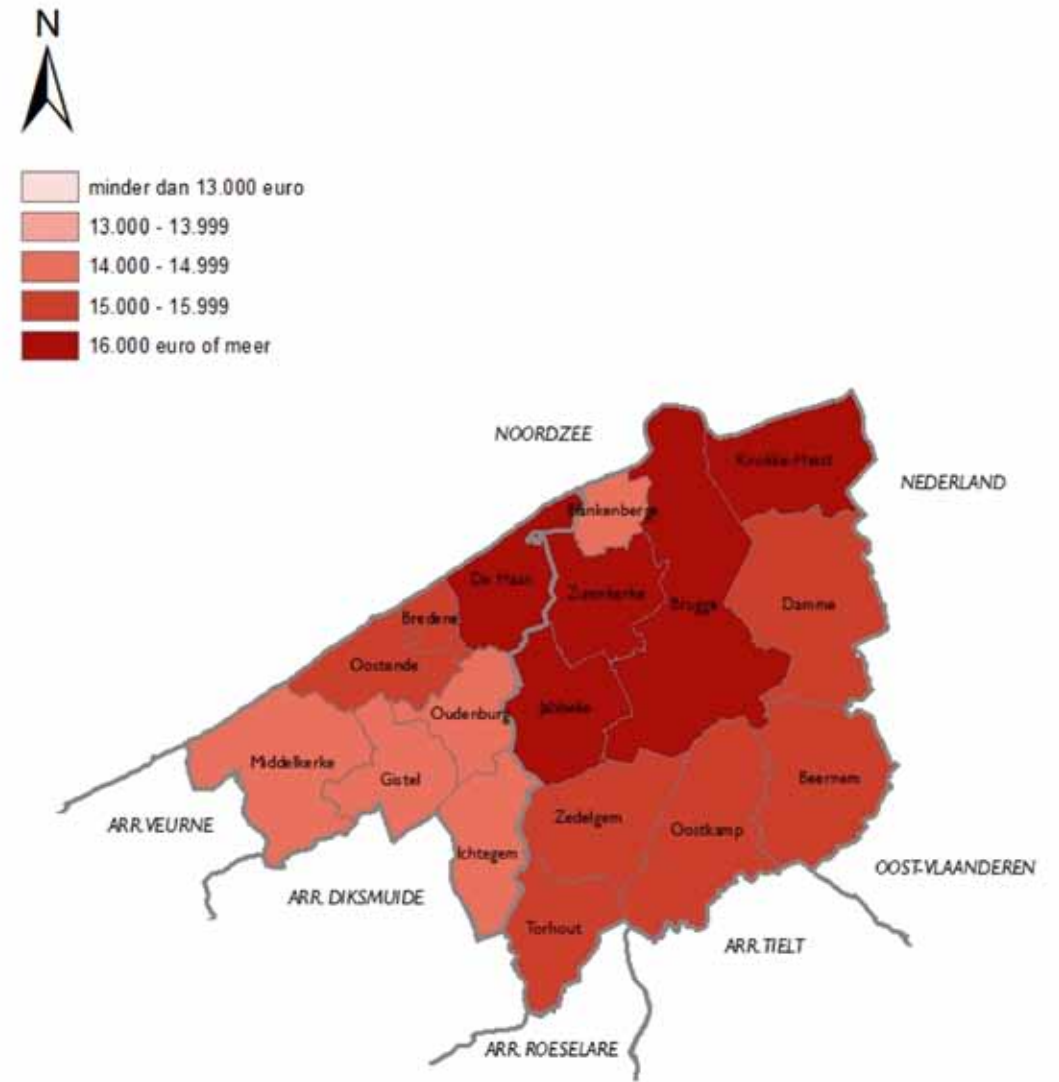 N
minder dan 13.000 euro
13.000 - 13.999
14.000 - 14.999
15.000 - 15.999
16.000 euro of meer
NOORDZEE
Knokke-Heist
NEDERLAND
Blankenberge
De Haan
Zuienkerke
Brugge
Damme
Bredene
Oostende
Oudenburg
Jabbeke
Middelkerke
Gistel
Beernem
Zedelgem
Oostkamp
ARR. VEURNE
Ichtegem
OOST-VLAANDEREN
ARR. DIKSMUIDE
Torhout
ARR. TIELT
ARR. ROESELARE